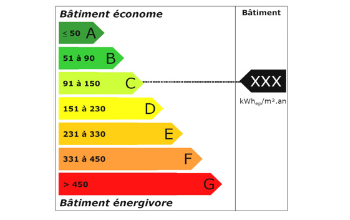 Bâtiment économe Bâtiment
≤ 50 A
51 à 90 B
91 à 150 C XXX
kWhep/m².an
151 à 230 D
231 à 330 E
331 à 450 F
> 450 G
Bâtiment énergivore